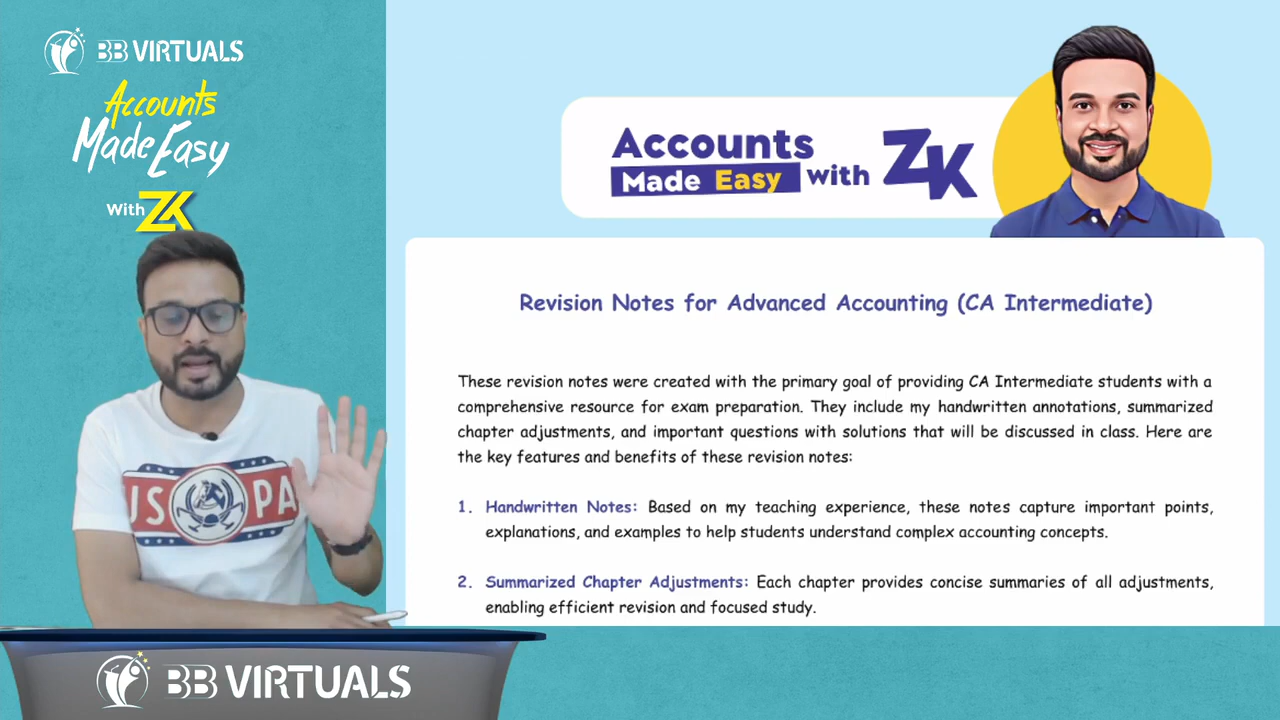 BB VIRTUALS
Accounts
Made Easy
With ZK
Accounts
Made Easy with ZK
Revision Notes for Advanced Accounting (CA Intermediate)
These revision notes were created with the primary goal of providing CA Intermediate students with a
comprehensive resource for exam preparation. They include my handwritten annotations, summarized
chapter adjustments, and important questions with solutions that will be discussed in class. Here are
the key features and benefits of these revision notes:
1. Handwritten Notes: Based on my teaching experience, these notes capture important points,
explanations, and examples to help students understand complex accounting concepts.
2. Summarized Chapter Adjustments: Each chapter provides concise summaries of all adjustments,
enabling efficient revision and focused study.
US PA
BB VIRTUALS